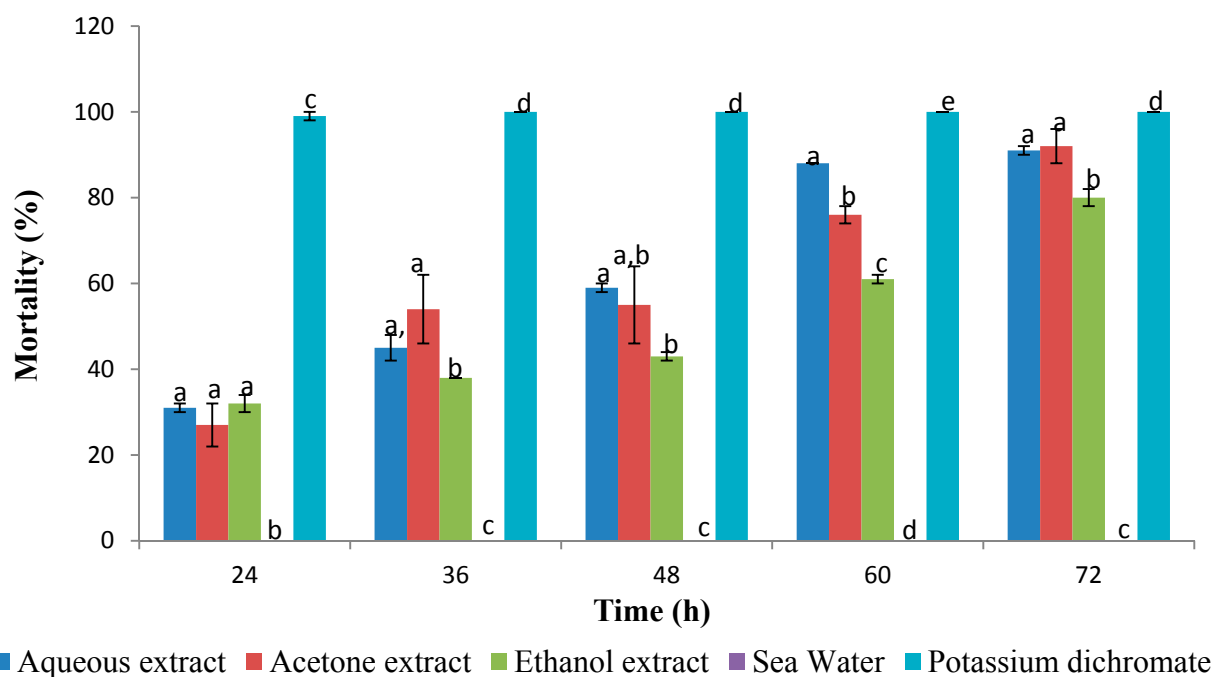 120
100
80
60
40
20
0
Mortality (%)
a a a b c
a, a b c d
a a,b b c d
a b c d e
a a b c d
24 36 48 60 72
Time (h)
Aqueous extract Acetone extract Ethanol extract Sea Water Potassium dichromate